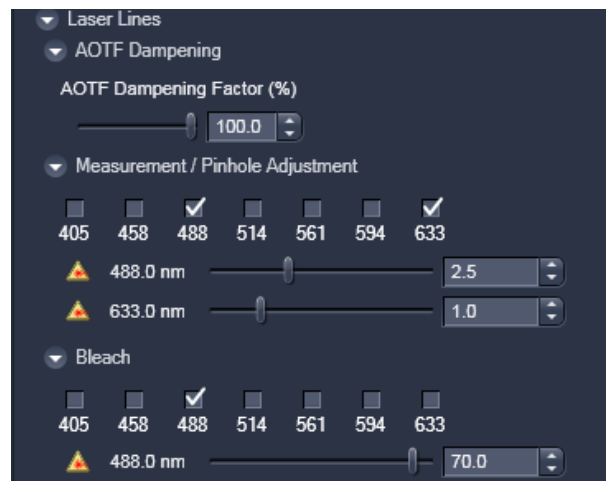 Laser Lines
AOTF Dampening
AOTF Dampening Factor (%)
100.0
Measurement / Pinhole Adjustment
405 458 488 514 561 594 633
488.0 nm 2.5
633.0 nm 1.0
Bleach
405 458 488 514 561 594 633
488.0 nm 70.0